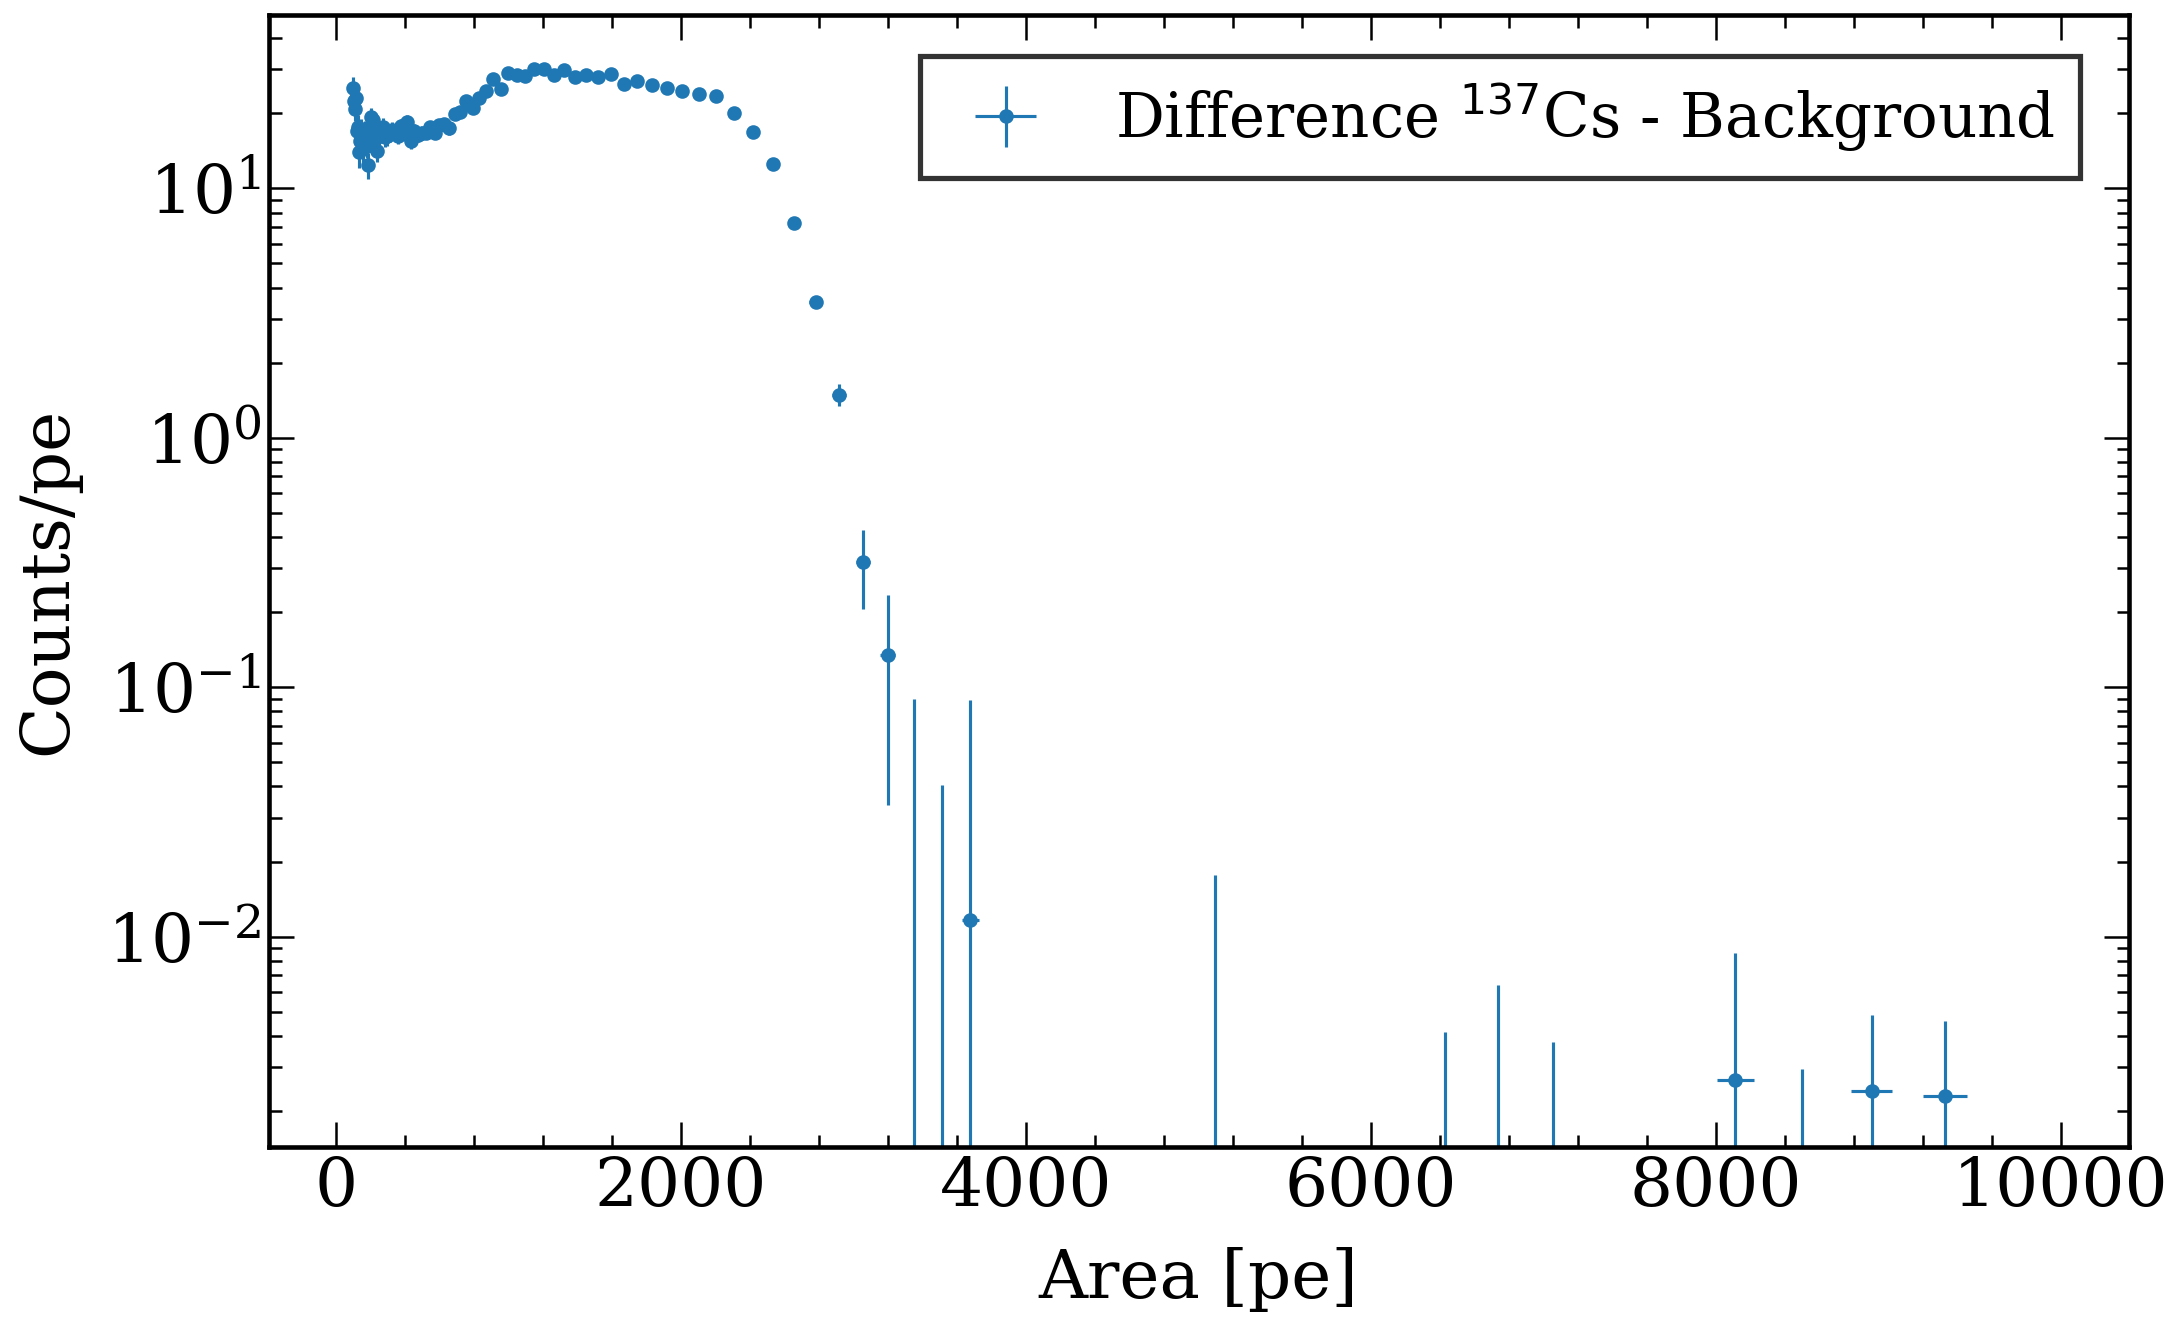 Difference ¹³⁷Cs - Background
10¹
10⁰
10⁻¹
10⁻²
Counts/pe
0 2000 4000 6000 8000 10000
Area [pe]